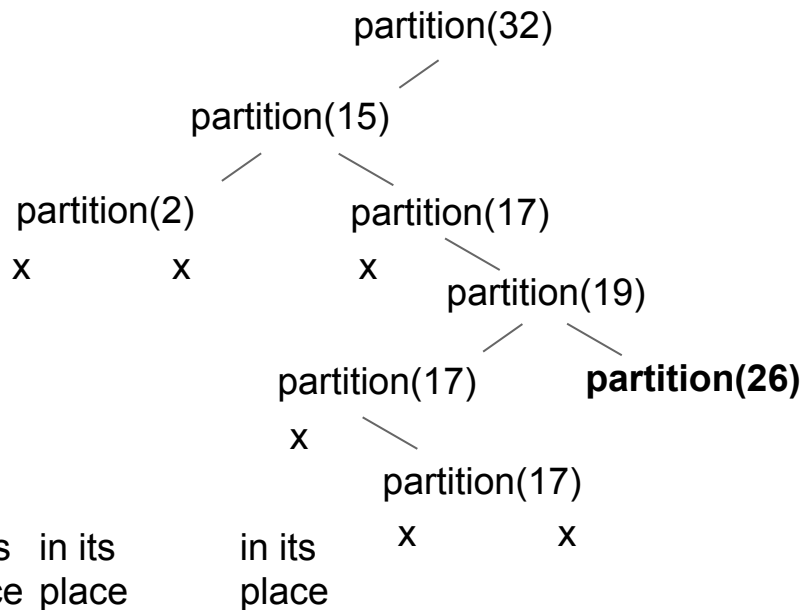 partition(32)
partition(15)
partition(2) partition(17)
x x x
partition(19)
partition(17) partition(26)
x
partition(17)
x x
in its in its
place place